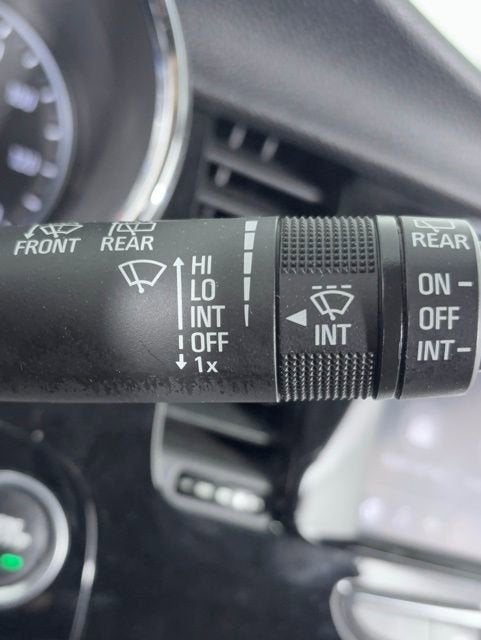 FRONT REAR
HI
LO
INT
OFF
1x
INT
REAR
ON
OFF
INT